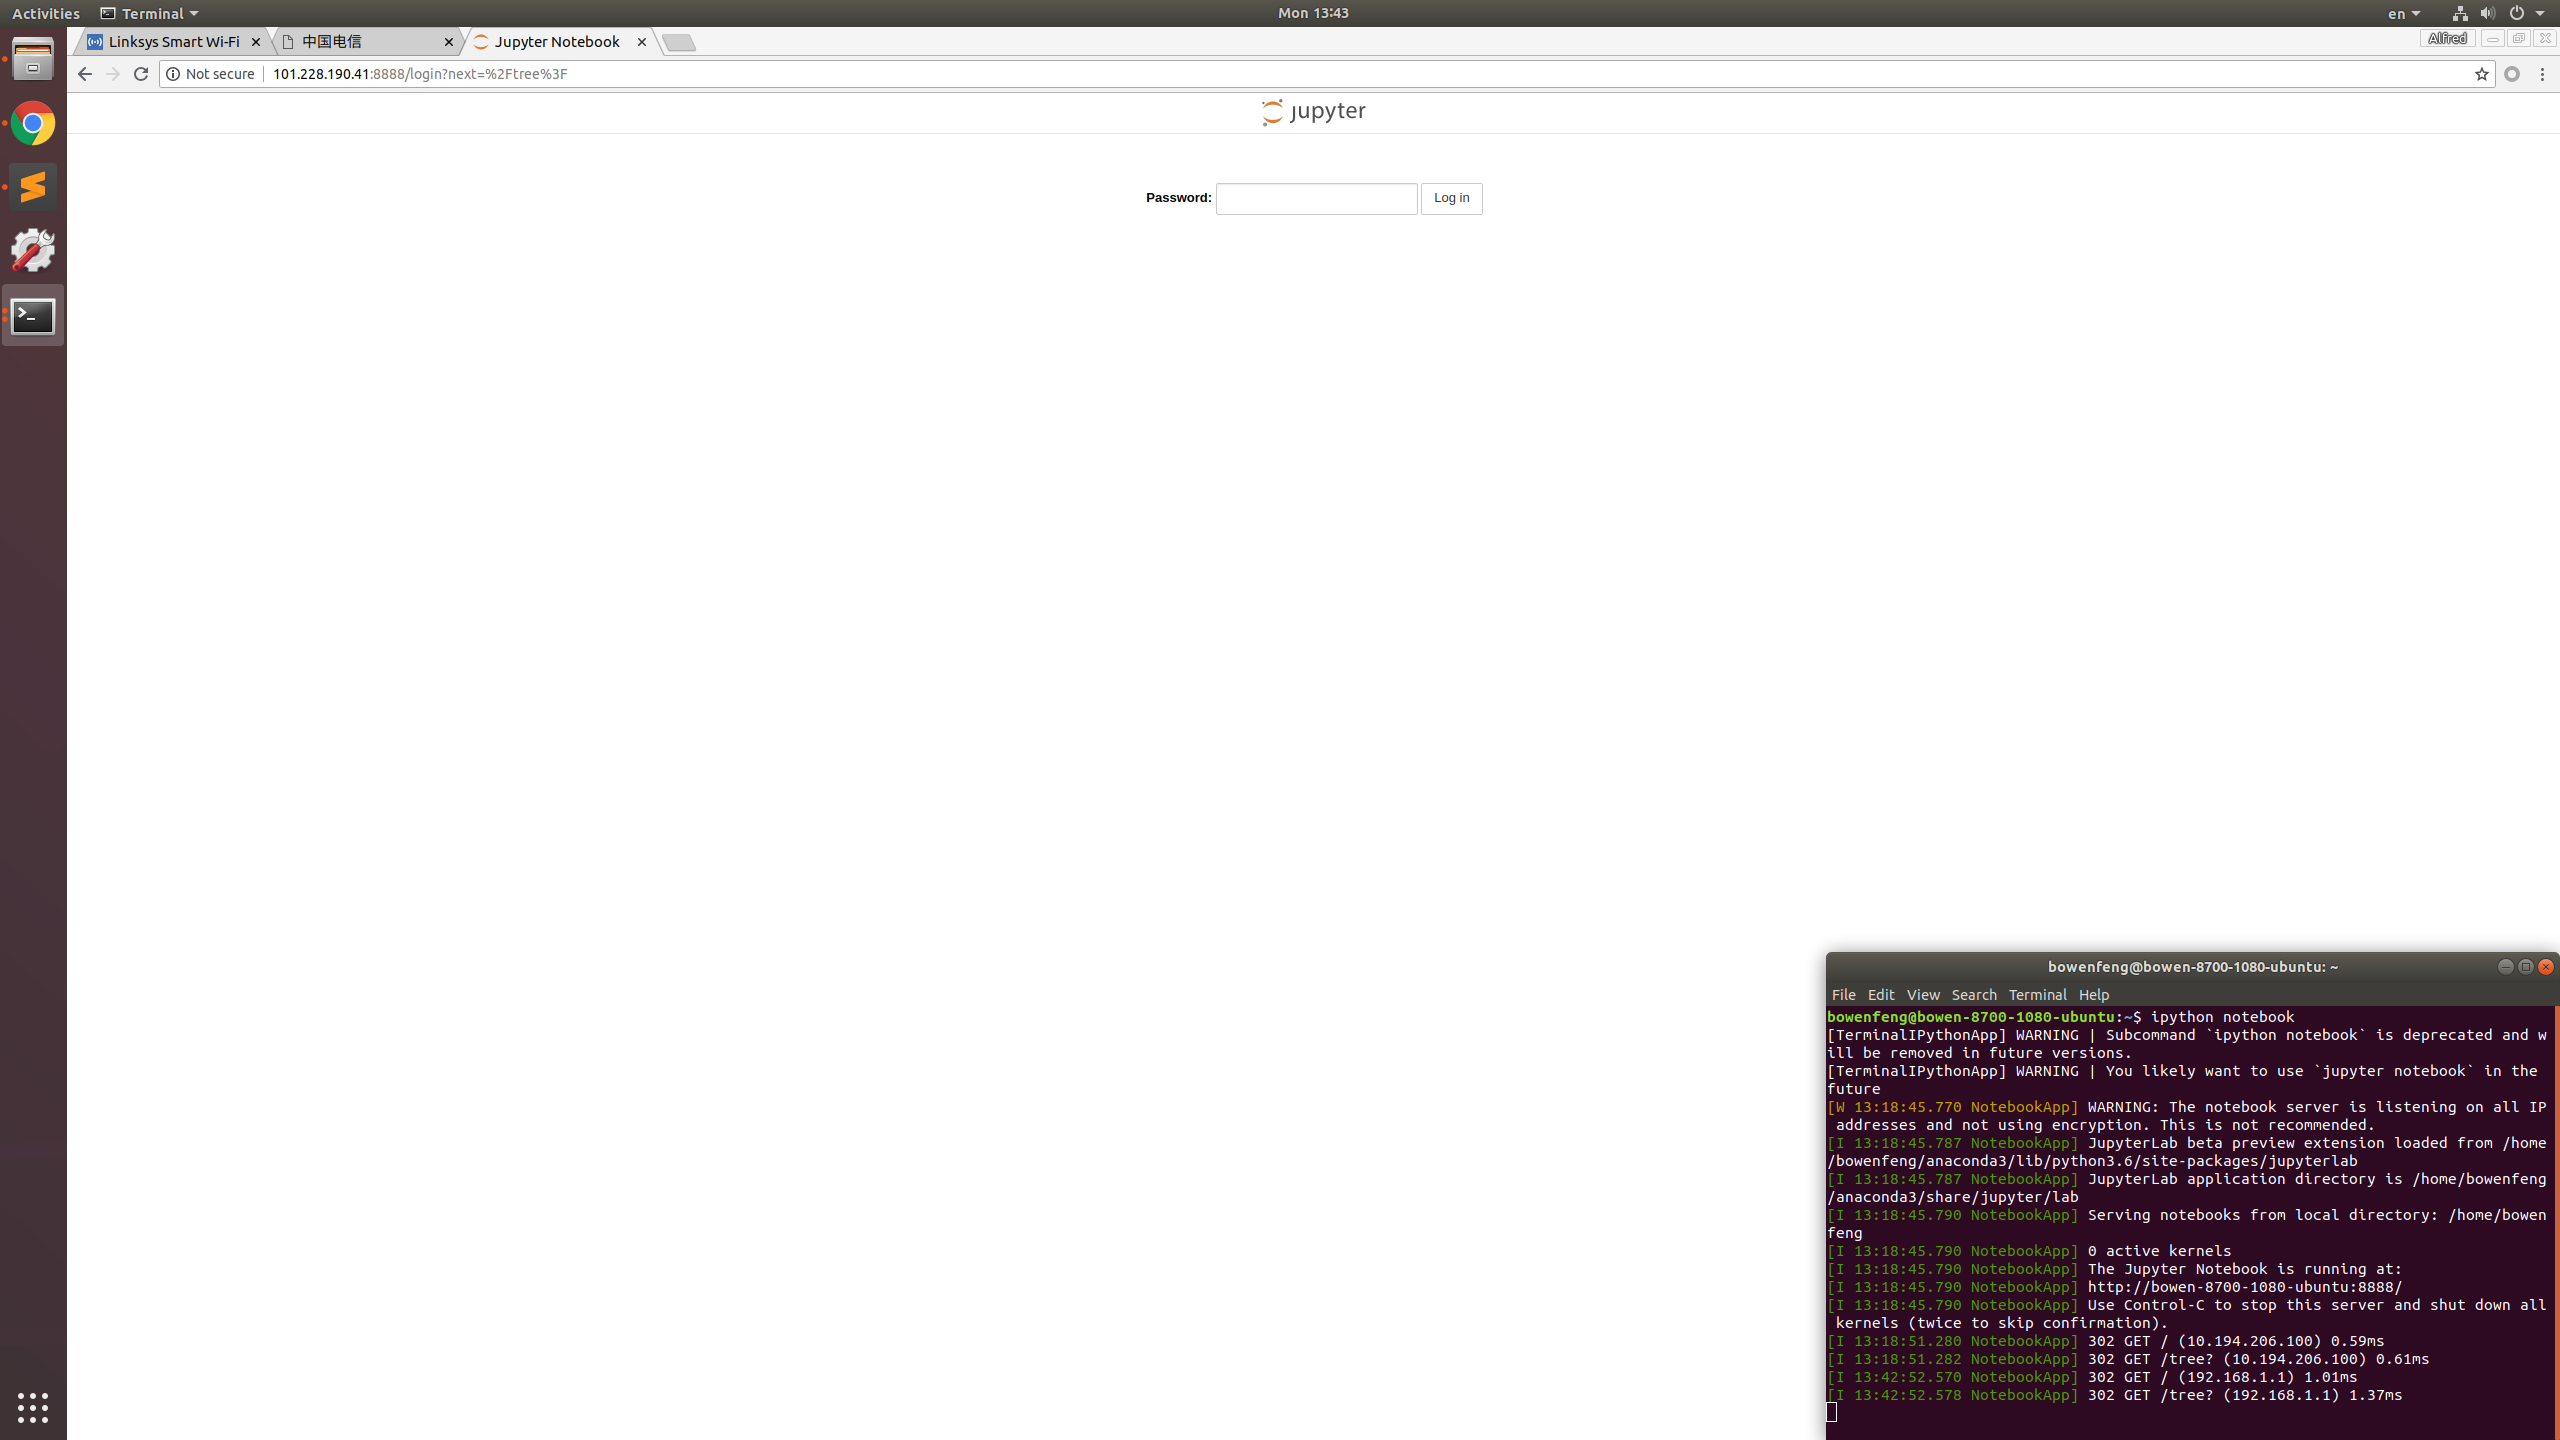 Activities Terminal Mon 13:43 en
Linksys Smart Wi-Fi 中国电信 Jupyter Notebook Alfred
Not secure 101.228.190.41:8888/login?next=%2Ftree%3F
jupyter
Password: Log in
bowenfeng@bowen-8700-1080-ubuntu: ~
File Edit View Search Terminal Help
bowenfeng@bowen-8700-1080-ubuntu:~$ ipython notebook
[TerminalIPythonApp] WARNING | Subcommand `ipython notebook` is deprecated and w
ill be removed in future versions.
[TerminalIPythonApp] WARNING | You likely want to use `jupyter notebook` in the
future
[W 13:18:45.770 NotebookApp] WARNING: The notebook server is listening on all IP
 addresses and not using encryption. This is not recommended.
[I 13:18:45.787 NotebookApp] JupyterLab beta preview extension loaded from /home
/bowenfeng/anaconda3/lib/python3.6/site-packages/jupyterlab
[I 13:18:45.787 NotebookApp] JupyterLab application directory is /home/bowenfeng
/anaconda3/share/jupyter/lab
[I 13:18:45.790 NotebookApp] Serving notebooks from local directory: /home/bowen
feng
[I 13:18:45.790 NotebookApp] 0 active kernels
[I 13:18:45.790 NotebookApp] The Jupyter Notebook is running at:
[I 13:18:45.790 NotebookApp] http://bowen-8700-1080-ubuntu:8888/
[I 13:18:45.790 NotebookApp] Use Control-C to stop this server and shut down all
 kernels (twice to skip confirmation).
[I 13:18:51.280 NotebookApp] 302 GET / (10.194.206.100) 0.59ms
[I 13:18:51.282 NotebookApp] 302 GET /tree? (10.194.206.100) 0.61ms
[I 13:42:52.570 NotebookApp] 302 GET / (192.168.1.1) 1.01ms
[I 13:42:52.578 NotebookApp] 302 GET /tree? (192.168.1.1) 1.37ms